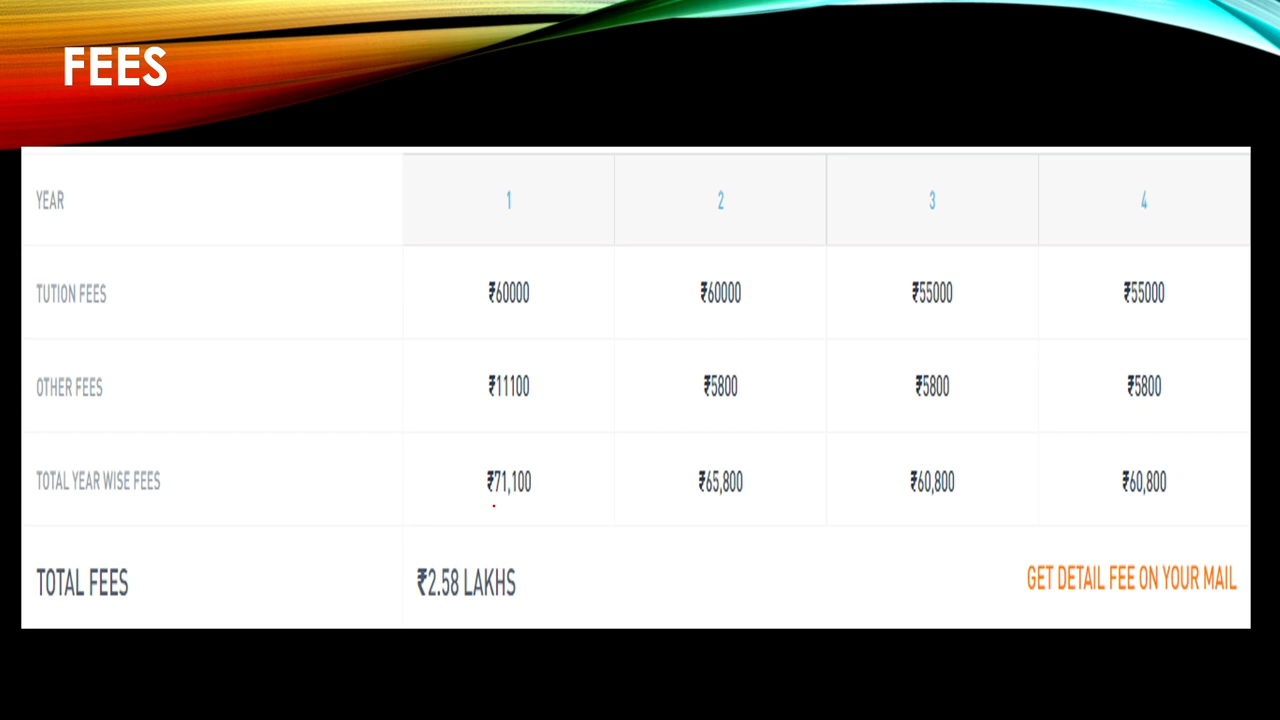 FEES
YEAR 1 2 3 4
TUTION FEES ₹60000 ₹60000 ₹55000 ₹55000
OTHER FEES ₹11100 ₹5800 ₹5800 ₹5800
TOTAL YEAR WISE FEES ₹71,100 ₹65,800 ₹60,800 ₹60,800
TOTAL FEES ₹2.58 LAKHS GET DETAIL FEE ON YOUR MAIL